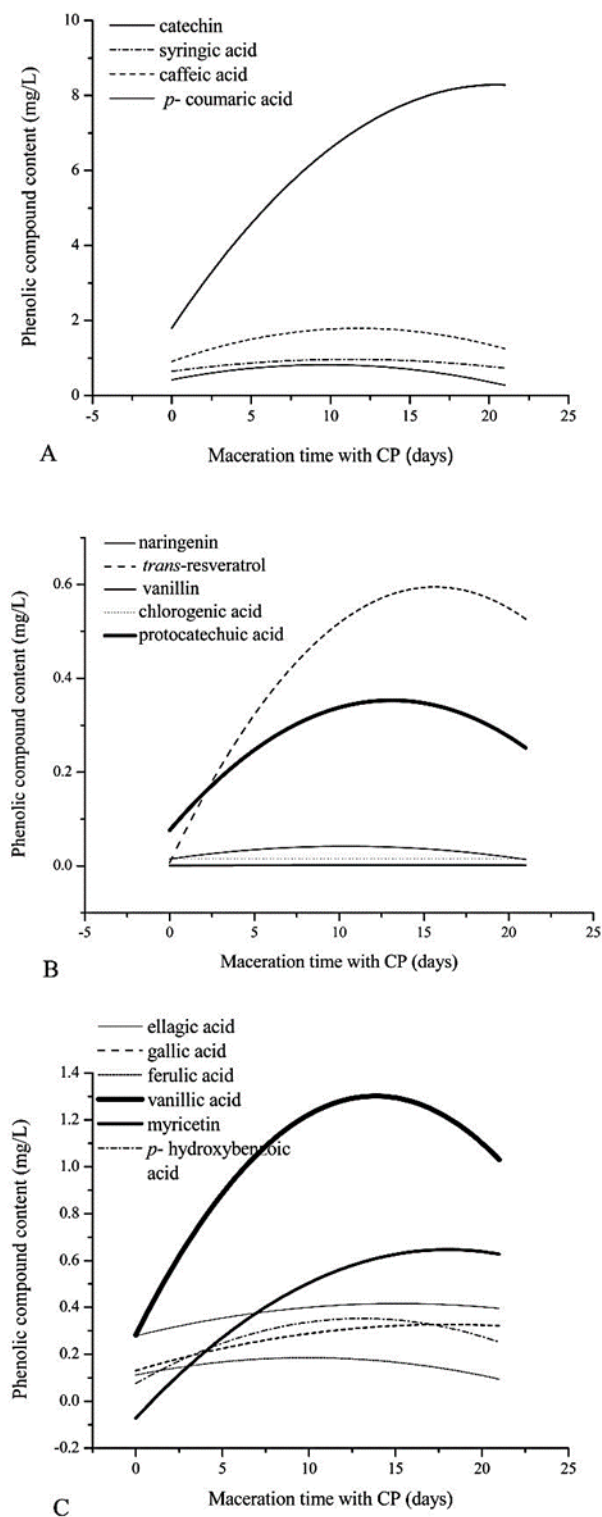 catechin
syringic acid
caffeic acid
p- coumaric acid
Phenolic compound content (mg/L)
10
8
6
4
2
0
-5 0 5 10 15 20 25
Maceration time with CP (days)
A
naringenin
trans-resveratrol
vanillin
chlorogenic acid
protocatechuic acid
Phenolic compound content (mg/L)
0.6
0.4
0.2
0.0
-5 0 5 10 15 20 25
Maceration time with CP (days)
B
ellagic acid
gallic acid
ferulic acid
vanillic acid
myricetin
p- hydroxybenzoic
acid
Phenolic compound content (mg/L)
1.4
1.2
1.0
0.8
0.6
0.4
0.2
0.0
-0.2
0 5 10 15 20 25
Maceration time with CP (days)
C